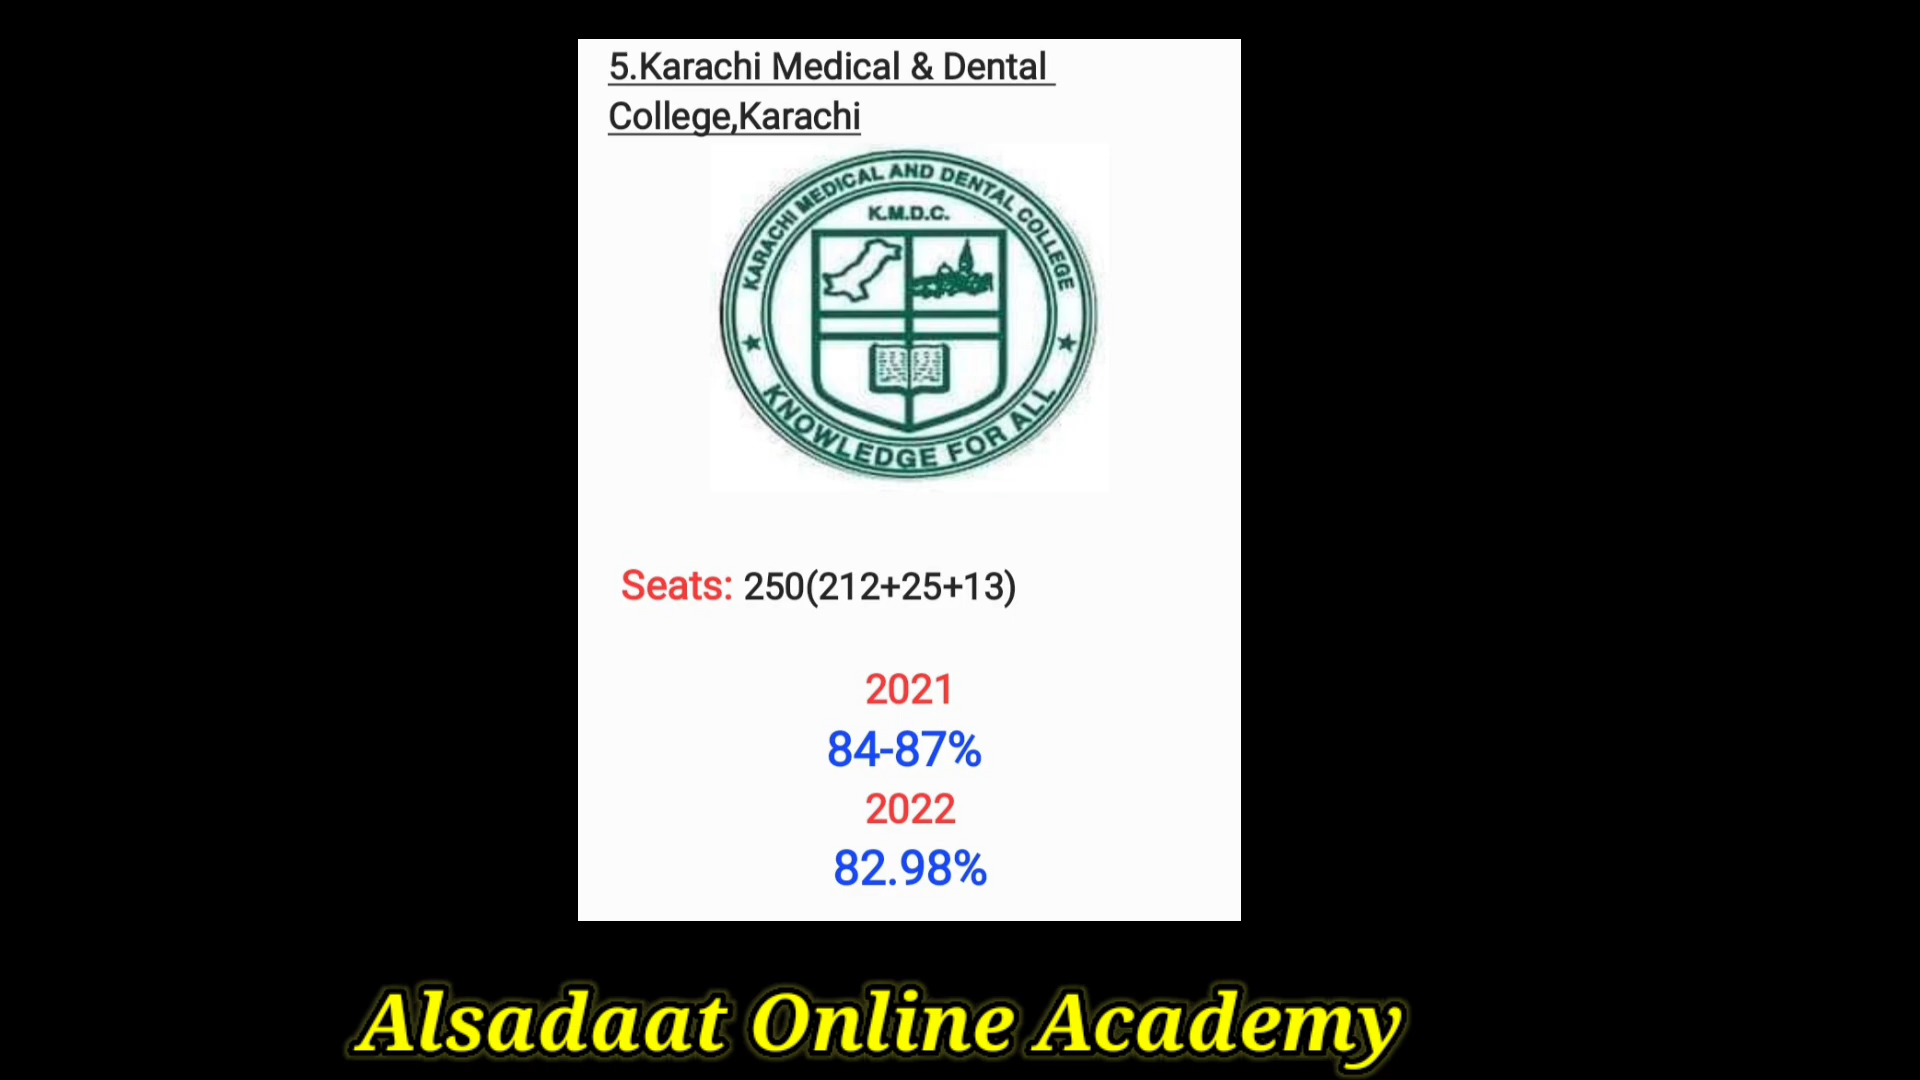 5.Karachi Medical & Dental
College,Karachi
KARACHI MEDICAL AND DENTAL COLLEGE
K.M.D.C.
KNOWLEDGE FOR ALL
Seats: 250(212+25+13)
2021
84-87%
2022
82.98%
Alsadaat Online Academy